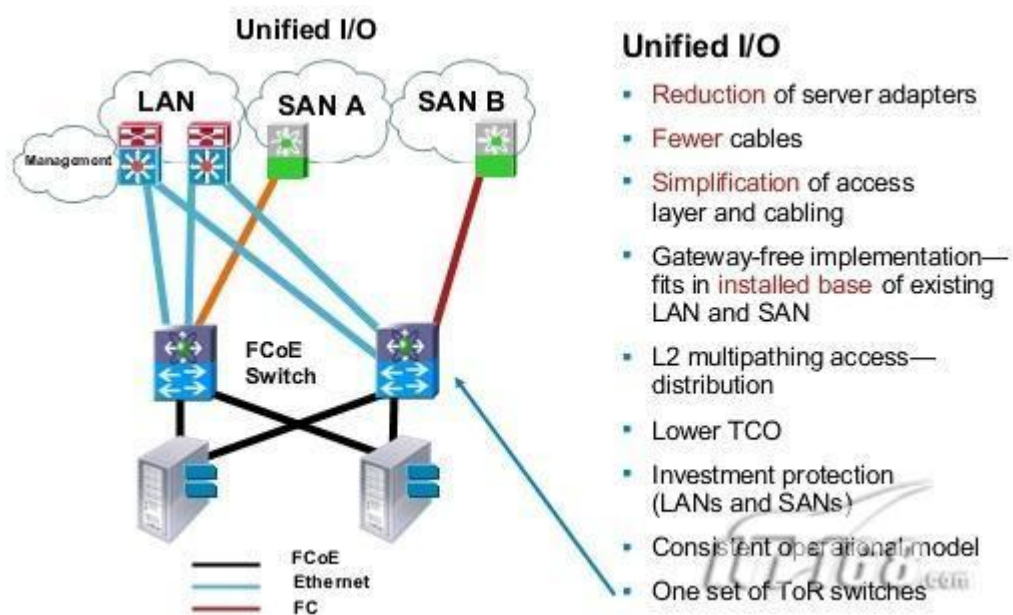 Unified I/O
LAN
SAN A
SAN B
Management
FCoE
Switch
FCoE
Ethernet
FC
Unified I/O
Reduction of server adapters
Fewer cables
Simplification of access
layer and cabling
Gateway-free implementation—
fits in installed base of existing
LAN and SAN
L2 multipathing access—
distribution
Lower TCO
Investment protection
(LANs and SANs)
Consistent operational model
One set of ToR switches
IT168.com